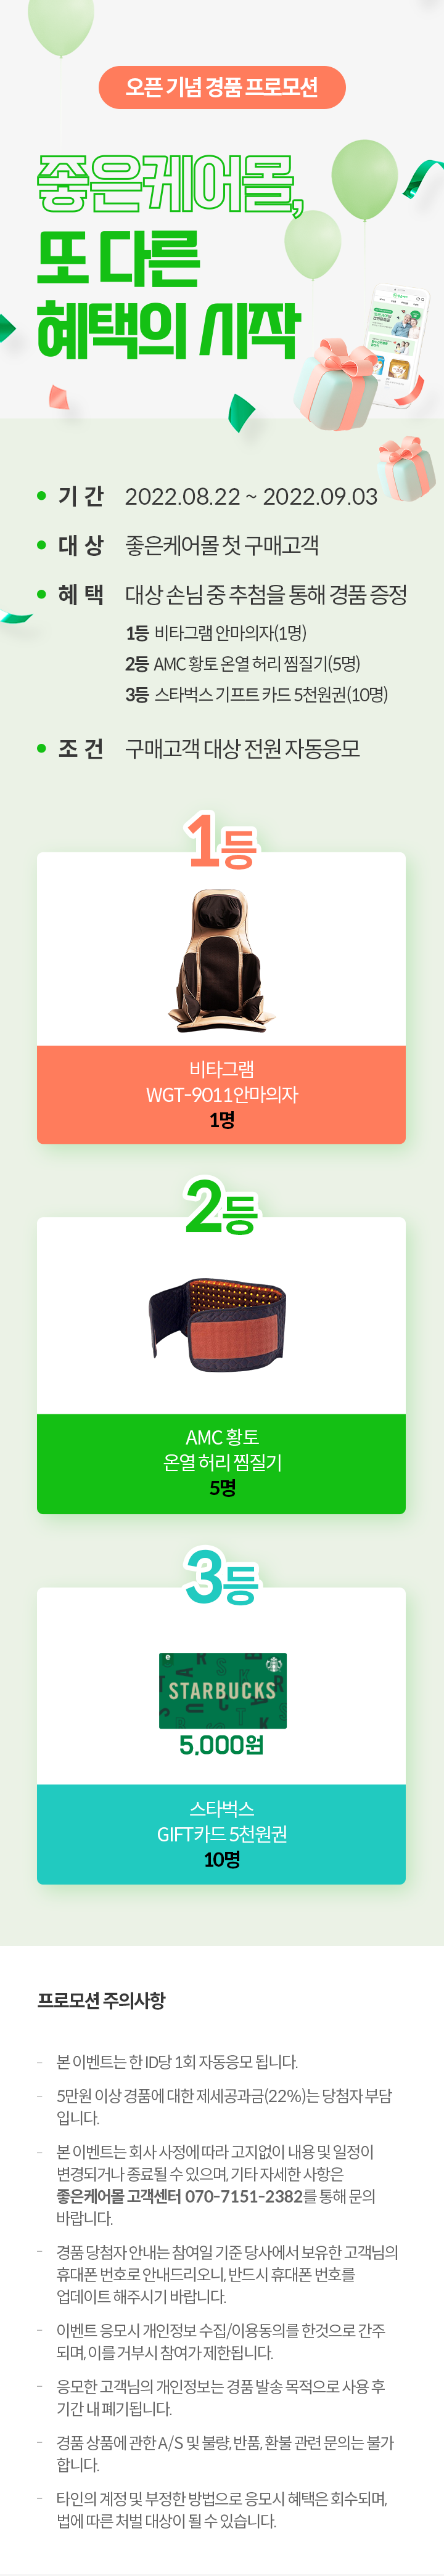 오픈 기념 경품 프로모션
좋은케어몰,
또 다른
혜택의 시작
기 간 2022.08.22 ~ 2022.09.03
대 상 좋은케어몰 첫 구매고객
혜 택 대상 손님 중 추첨을 통해 경품 증정
1등 비타그램 안마의자(1명)
2등 AMC 황토 온열 허리 찜질기(5명)
3등 스타벅스 기프트 카드 5천원권(10명)
조 건 구매고객 대상 전원 자동응모
1등
비타그램
WGT-9011안마의자
1명
2등
AMC 황토
온열 허리 찜질기
5명
3등
STARBUCKS
5,000원
스타벅스
GIFT카드 5천원권
10명
프로모션 주의사항
- 본 이벤트는 한 ID당 1회 자동응모 됩니다.
- 5만원 이상 경품에 대한 제세공과금(22%)는 당첨자 부담
입니다.
- 본 이벤트는 회사 사정에 따라 고지없이 내용 및 일정이
변경되거나 종료될 수 있으며, 기타 자세한 사항은
좋은케어몰 고객센터 070-7151-2382를 통해 문의
바랍니다.
- 경품 당첨자 안내는 참여일 기준 당사에서 보유한 고객님의
휴대폰 번호로 안내드리오니, 반드시 휴대폰 번호를
업데이트 해주시기 바랍니다.
- 이벤트 응모시 개인정보 수집/이용동의를 한것으로 간주
되며, 이를 거부시 참여가 제한됩니다.
- 응모한 고객님의 개인정보는 경품 발송 목적으로 사용 후
기간 내 폐기됩니다.
- 경품 상품에 관한 A/S 및 불량, 반품, 환불 관련 문의는 불가
합니다.
- 타인의 계정 및 부정한 방법으로 응모시 혜택은 회수되며,
법에 따른 처벌 대상이 될 수 있습니다.